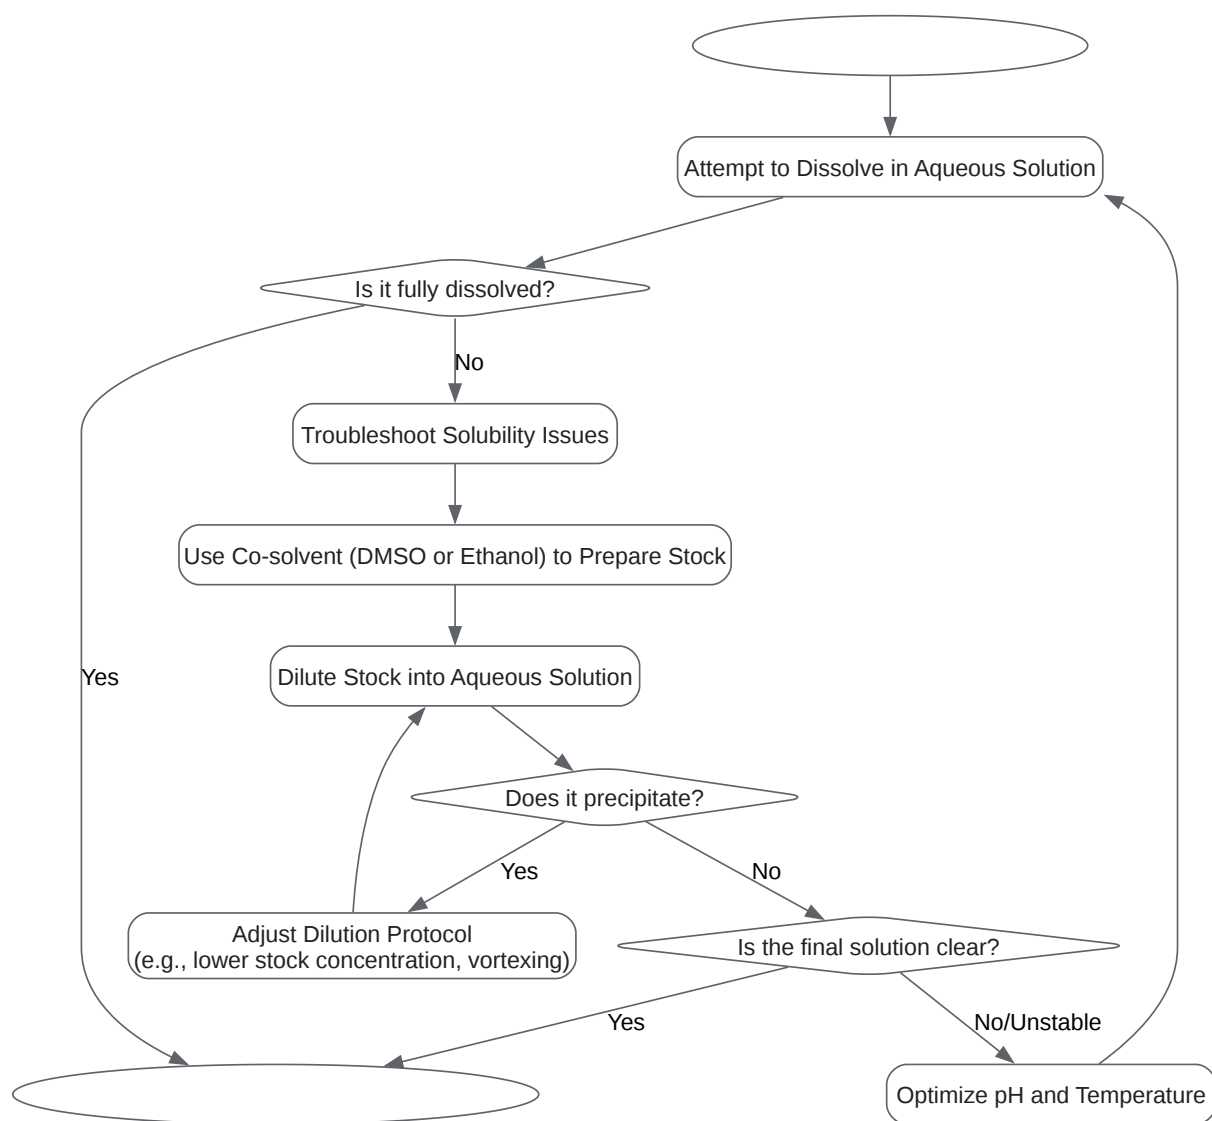 Attempt to Dissolve in Aqueous Solution
Is it fully dissolved?
No
Troubleshoot Solubility Issues
Use Co-solvent (DMSO or Ethanol) to Prepare Stock
Yes
Dilute Stock into Aqueous Solution
Does it precipitate?
Yes
No
Adjust Dilution Protocol
(e.g., lower stock concentration, vortexing)
Is the final solution clear?
Yes
No/Unstable
Optimize pH and Temperature